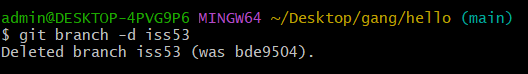 admin@DESKTOP-4PVG9P6 MINGW64 ~/Desktop/gang/hello (main)
$ git branch -d iss53
Deleted branch iss53 (was bde9504).